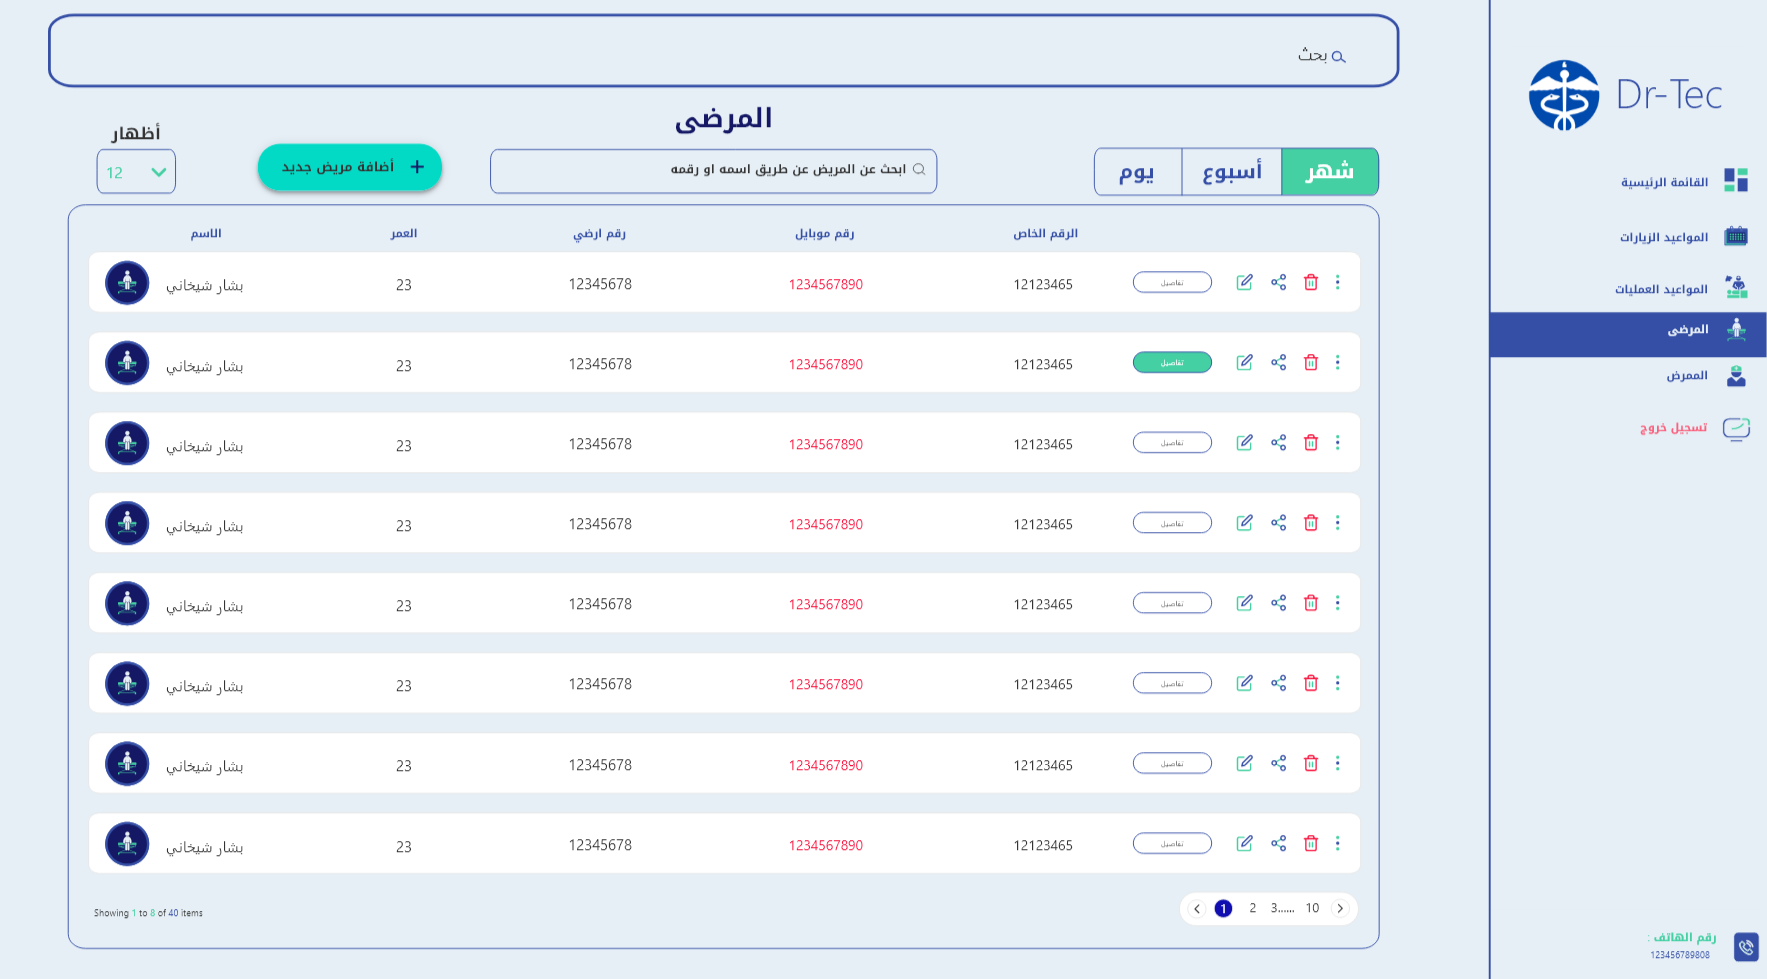 بحث
Dr-Tec
القائمة الرئيسية
المواعيد الزيارات
المواعيد العمليات
المرضى
الممرض
تسجيل خروج
رقم الهاتف :
123456789808
المرضى
شهر
أسبوع
يوم
ابحث عن المريض عن طريق اسمه او رقمه
+ أضافة مريض جديد
أظهار
12
الاسم العمر رقم ارضي رقم موبايل الرقم الخاص
بشار شيخاني 23 12345678 1234567890 12123465 تفاصيل
بشار شيخاني 23 12345678 1234567890 12123465 تفاصيل
بشار شيخاني 23 12345678 1234567890 12123465 تفاصيل
بشار شيخاني 23 12345678 1234567890 12123465 تفاصيل
بشار شيخاني 23 12345678 1234567890 12123465 تفاصيل
بشار شيخاني 23 12345678 1234567890 12123465 تفاصيل
بشار شيخاني 23 12345678 1234567890 12123465 تفاصيل
بشار شيخاني 23 12345678 1234567890 12123465 تفاصيل
Showing 1 to 8 of 40 items
1 2 3...... 10